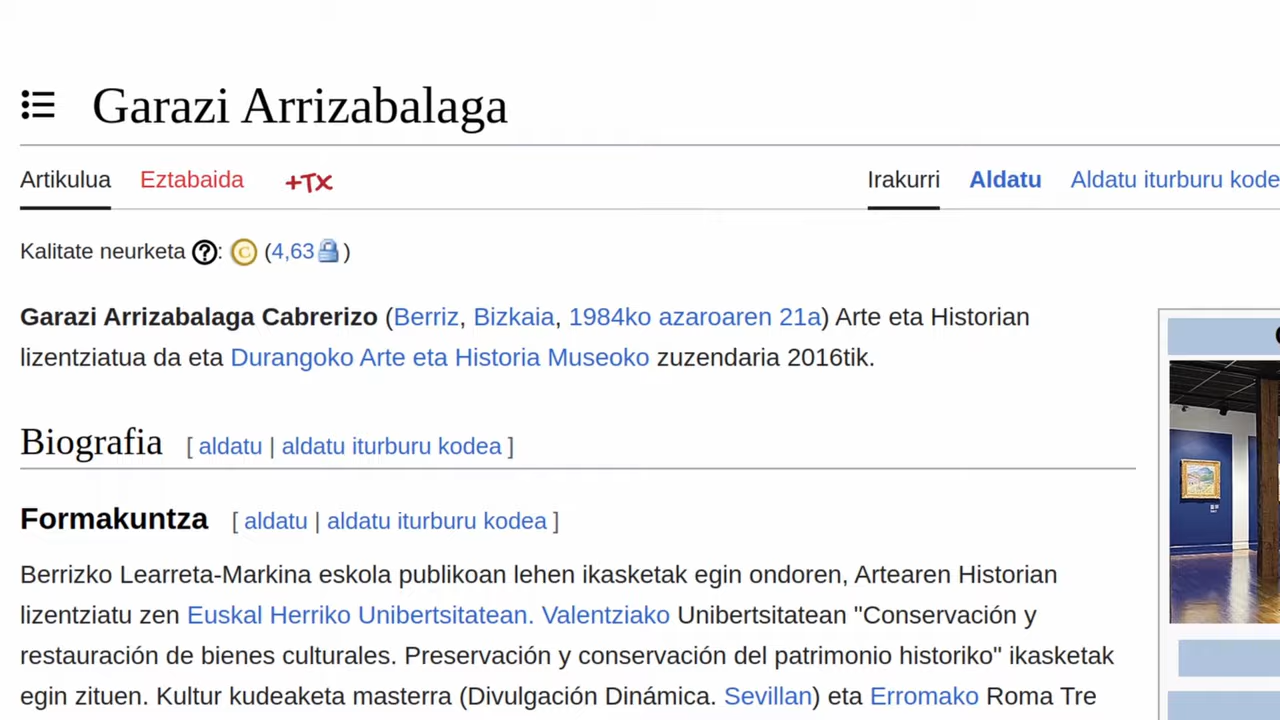 Garazi Arrizabalaga
Artikulua Eztabaida +TX Irakurri Aldatu Aldatu iturburu kode
Kalitate neurketa ?: C (4,63)
Garazi Arrizabalaga Cabrerizo (Berriz, Bizkaia, 1984ko azaroaren 21a) Arte eta Historian
lizentziatua da eta Durangoko Arte eta Historia Museoko zuzendaria 2016tik.
Biografia [ aldatu | aldatu iturburu kodea ]
Formakuntza [ aldatu | aldatu iturburu kodea ]
Berrizko Learreta-Markina eskola publikoan lehen ikasketak egin ondoren, Artearen Historian
lizentziatu zen Euskal Herriko Unibertsitatean. Valentziako Unibertsitatean "Conservación y
restauración de bienes culturales. Preservación y conservación del patrimonio historiko" ikasketak
egin zituen. Kultur kudeaketa masterra (Divulgación Dinámica. Sevillan) eta Erromako Roma Tre